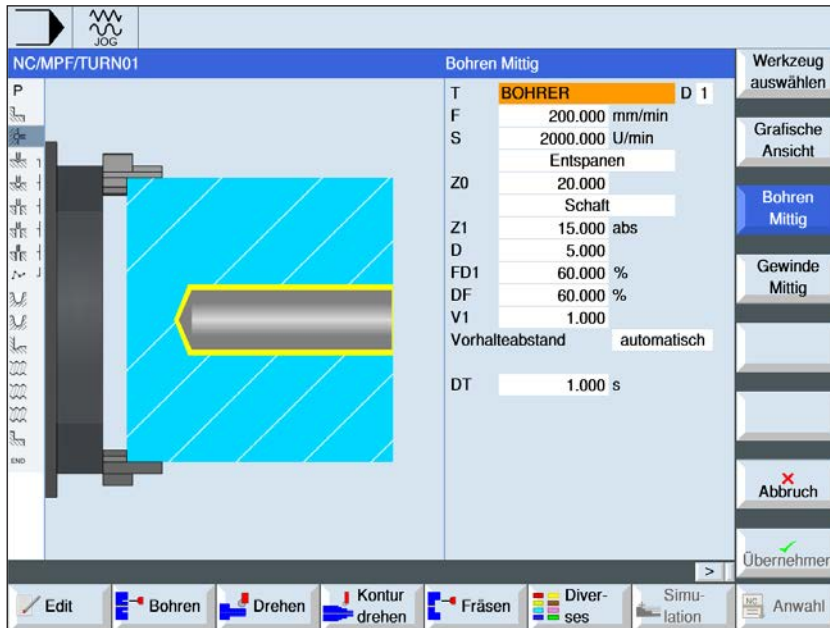 JOG
NC/MPF/TURN01
Bohren Mittig
P
END
T BOHRER D 1
F 200.000 mm/min
S 2000.000 U/min
Entspanen
Z0 20.000
Schaft
Z1 15.000 abs
D 5.000
FD1 60.000 %
DF 60.000 %
V1 1.000
Vorhalteabstand automatisch
DT 1.000 s
Werkzeug
auswählen
Grafische
Ansicht
Bohren
Mittig
Gewinde
Mittig
Abbruch
Übernehmen
>
Edit
Bohren
Drehen
Kontur
drehen
Fräsen
Diver-
ses
Simu-
lation
NC
Anwahl